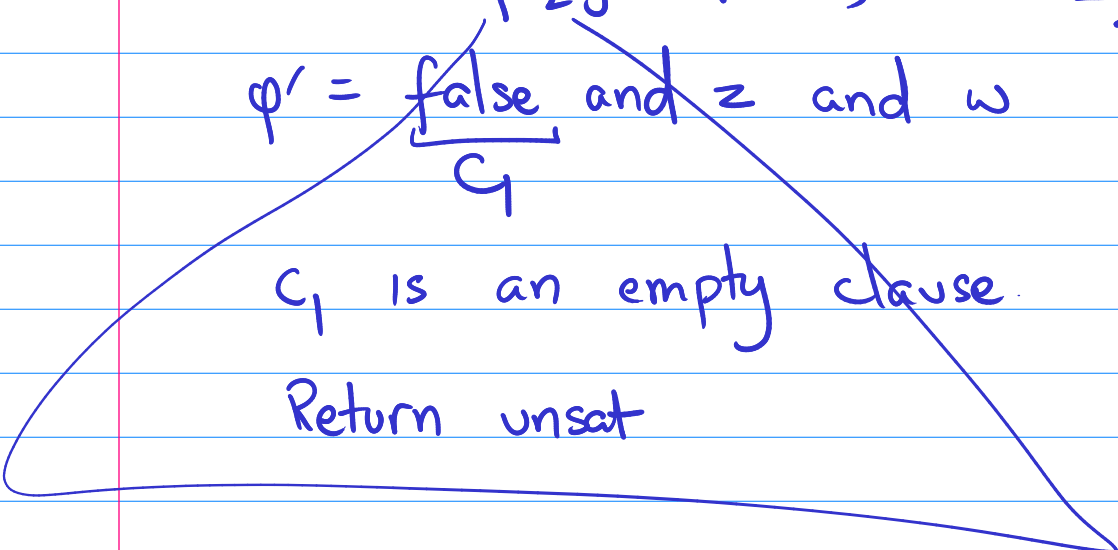 φ' = false and z and w
C₁
C₁ is an empty clause.
Return unsat